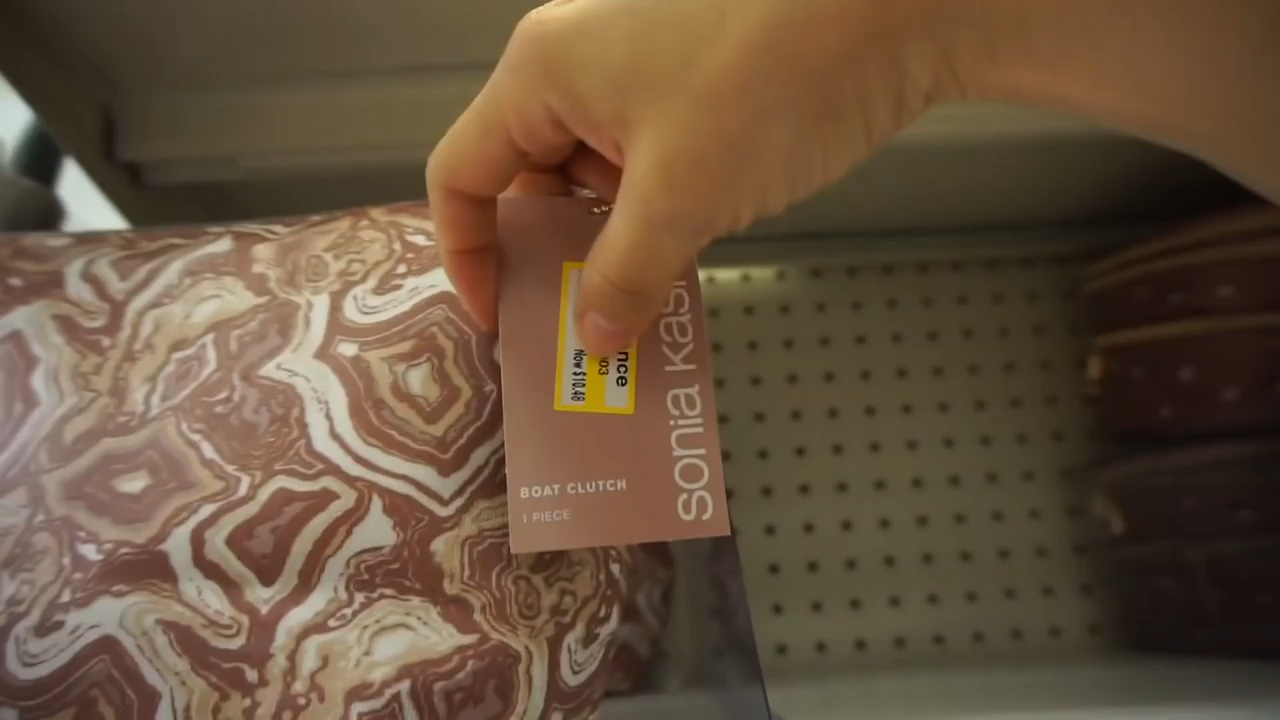 sonia kas
nce
03
Now $10.48
BOAT CLUTCH
1 PIECE